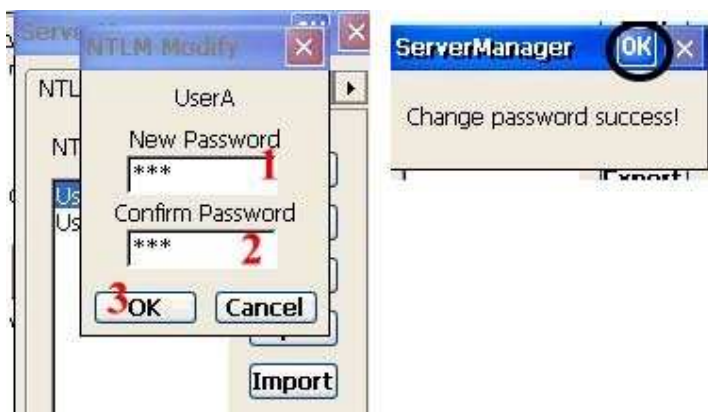 NTLM Modify
NTL
UserA
NT
New Password
***
1
Us
Us
Confirm Password
***
2
3
OK
Cancel
Import
ServerManager
OK
Change password success!
Export